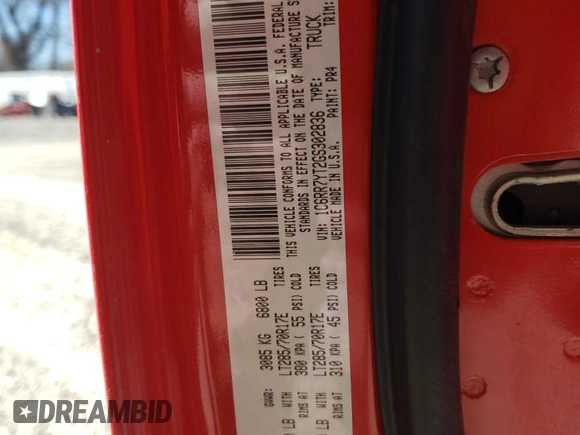 GVWR: 3085 KG 6800 LB
LB WITH LT285/70R17E TIRES
RIMS AT 380 KPA ( 55 PSI) COLD
LB WITH LT285/70R17E TIRES
RIMS AT 310 KPA ( 45 PSI) COLD
THIS VEHICLE CONFORMS TO ALL APPLICABLE U.S.A. FEDERAL
STANDARDS IN EFFECT ON THE DATE OF MANUFACTURE
VIN: 1C6RR7YT2GS302836 TYPE: TRUCK
VEHICLE MADE IN U.S.A. PAINT: PR4 TRIM:
DREAMBID